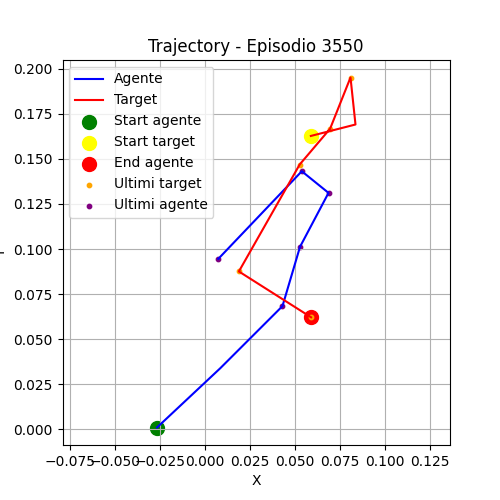 Trajectory - Episodio 3550
0.200
0.175
0.150
0.125
0.100
0.075
0.050
0.025
0.000
Agente
Target
Start agente
Start target
End agente
Ultimi target
Ultimi agente
−0.075
−0.050
−0.025
0.000
0.025
0.050
0.075
0.100
0.125
X